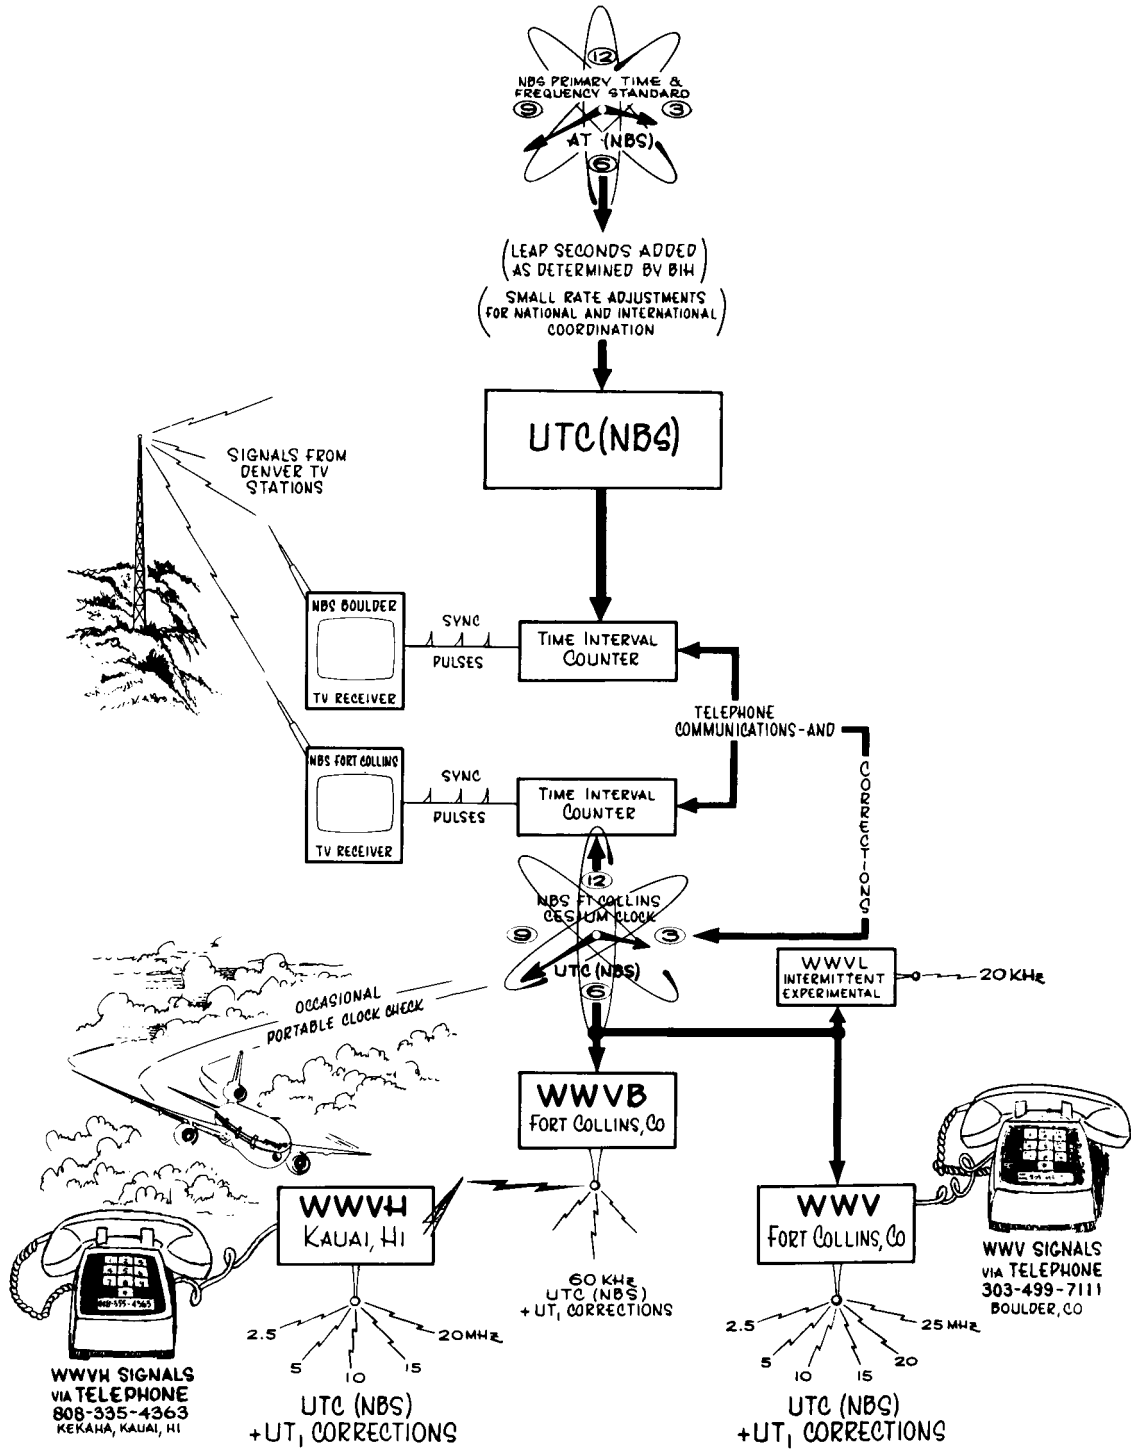 12
NBS PRIMARY TIME &
FREQUENCY STANDARD
9
3
AT (NBS)
6
(LEAP SECONDS ADDED
AS DETERMINED BY BIH)
(SMALL RATE ADJUSTMENTS
FOR NATIONAL AND INTERNATIONAL
COORDINATION)
UTC(NBS)
SIGNALS FROM
DENVER TV
STATIONS
NBS BOULDER
TV RECEIVER
SYNC
PULSES
TIME INTERVAL
COUNTER
TELEPHONE
COMMUNICATIONS-AND
CORRECTIONS
NBS FORT COLLINS
TV RECEIVER
SYNC
PULSES
TIME INTERVAL
COUNTER
12
NBS FT COLLINS
CESIUM CLOCK
9
3
UTC (NBS)
6
WWVL
INTERMITTENT
EXPERIMENTAL
20 KHz
OCCASIONAL
PORTABLE CLOCK CHECK
WWVB
FORT COLLINS, CO
60 KHz
UTC (NBS)
+ UT1 CORRECTIONS
WWVH
KAUAI, HI
2.5
5
10
15
20 MHz
UTC (NBS)
+UT1 CORRECTIONS
808-335-4363
WWVH SIGNALS
VIA TELEPHONE
808-335-4363
KEKAHA, KAUAI, HI
WWV
FORT COLLINS, CO
2.5
5
10
15
20
25 MHz
UTC (NBS)
+UT1 CORRECTIONS
WWV SIGNALS
VIA TELEPHONE
303-499-7111
BOULDER, CO